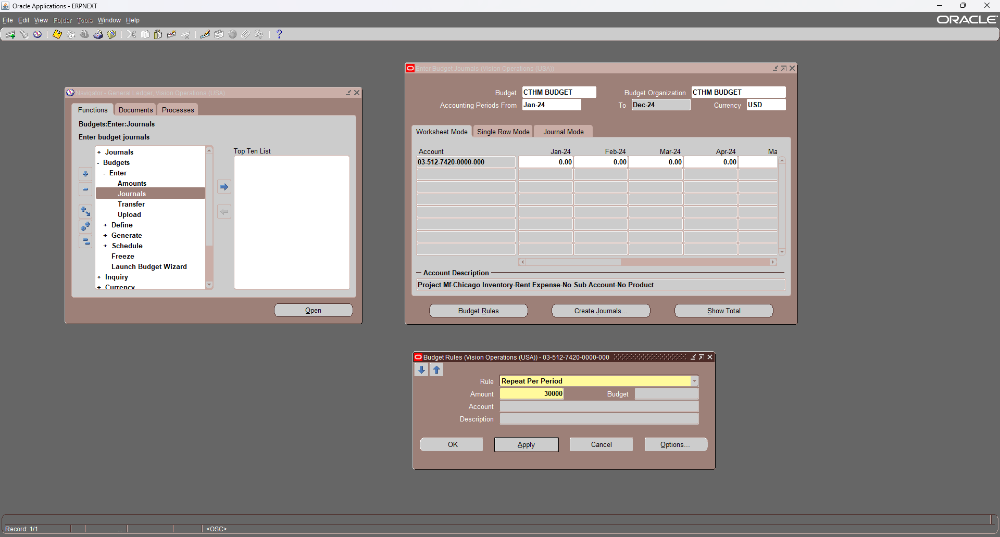 Oracle Applications - ERPNEXT
File Edit View Folder Tools Window Help
ORACLE
Navigator - General Ledger, Vision Operations (USA)
Functions Documents Processes
Budgets:Enter:Journals
Enter budget journals
+ Journals
- Budgets
- Enter
Amounts
Journals
Transfer
Upload
+ Define
+ Generate
+ Schedule
Freeze
Launch Budget Wizard
+ Inquiry
+ Currency
Top Ten List
Open
Enter Budget Journals (Vision Operations (USA))
Budget CTHM BUDGET Budget Organization CTHM BUDGET
Accounting Periods From Jan-24 To Dec-24 Currency USD
Worksheet Mode Single Row Mode Journal Mode
Account Jan-24 Feb-24 Mar-24 Apr-24 Ma
03-512-7420-0000-000 0.00 0.00 0.00 0.00
Account Description
Project Mf-Chicago Inventory-Rent Expense-No Sub Account-No Product
Budget Rules Create Journals... Show Total
Budget Rules (Vision Operations (USA)) - 03-512-7420-0000-000
Rule Repeat Per Period
Amount 30000 Budget
Account
Description
OK Apply Cancel Options...
Record: 1/1 ... <OSC>